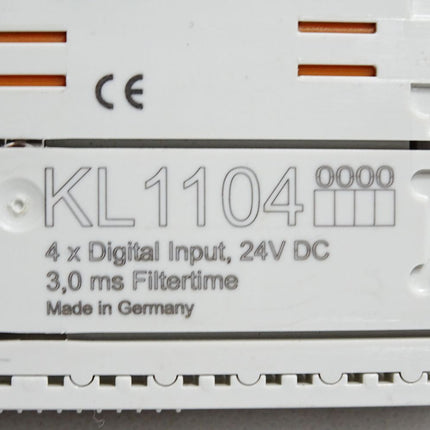 CE
KL1104 0000
4 x Digital Input, 24V DC
3,0 ms Filtertime
Made in Germany